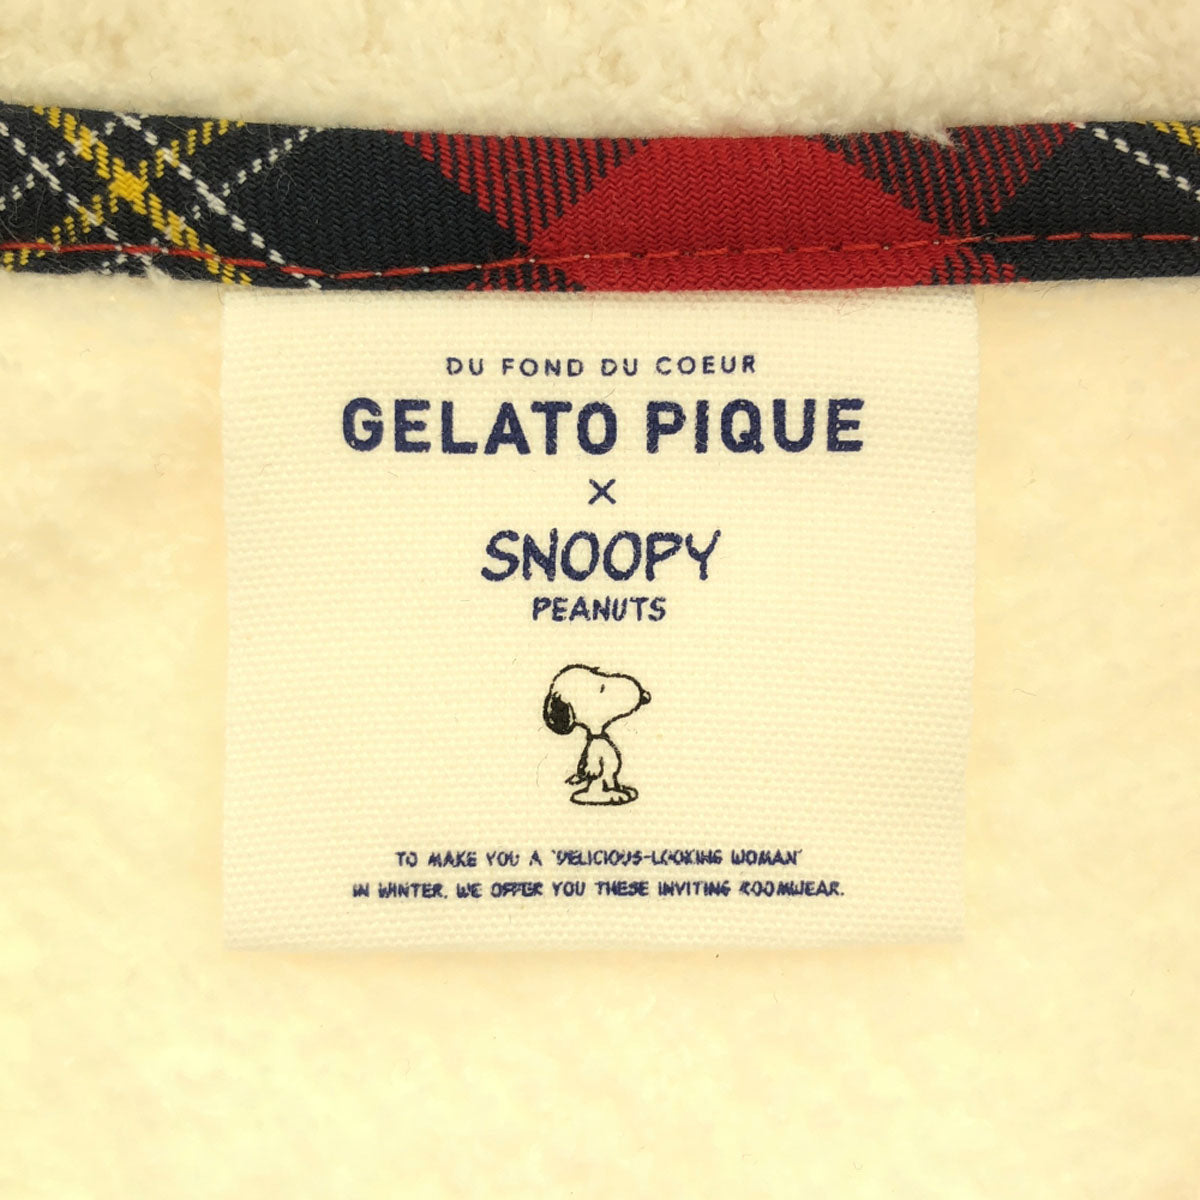 DU FOND DU COEUR
GELATO PIQUE
×
SNOOPY
PEANUTS
TO MAKE YOU A 'DELICIOUS-LOOKING WOMAN'
IN WINTER. WE OFFER YOU THESE INVITING ROOMWEAR.